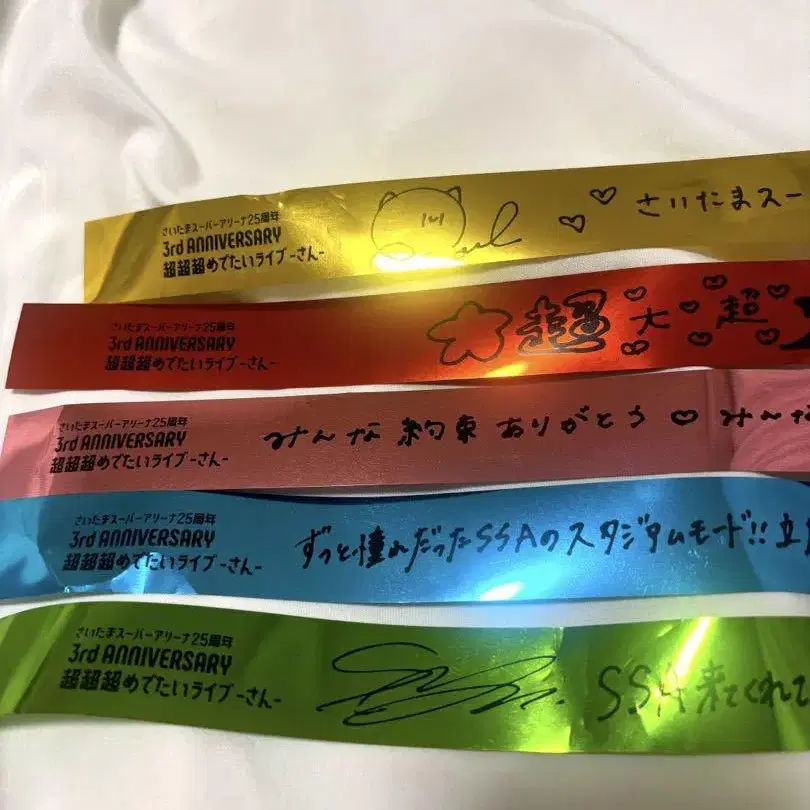 さいたまスーパーアリーナ25周年
3rd ANNIVERSARY
超超超めでたいライブ-さん-
さいたまスー
さいたまスーパーアリーナ25周年
3rd ANNIVERSARY
超超超めでたいライブ-さん-
超 大 超
さいたまスーパーアリーナ25周年
3rd ANNIVERSARY
超超超めでたいライブ-さん-
みんな 約束 ありがとう ♡ みんな
さいたまスーパーアリーナ25周年
3rd ANNIVERSARY
超超超めでたいライブ-さん-
ずっと憧れだったSSAのスタジアムモード!!立
さいたまスーパーアリーナ25周年
3rd ANNIVERSARY
超超超めでたいライブ-さん-
SSA来てくれて